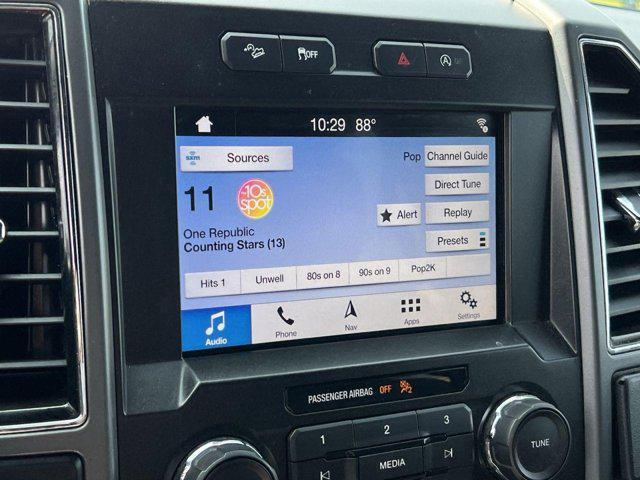 OFF
10:29 88°
sxm Sources
Pop Channel Guide
11
10s spot
Direct Tune
Alert Replay
One Republic
Counting Stars (13)
Presets
Hits 1 Unwell 80s on 8 90s on 9 Pop2K
Audio Phone Nav Apps Settings
PASSENGER AIRBAG OFF
1 2 3
MEDIA
TUNE